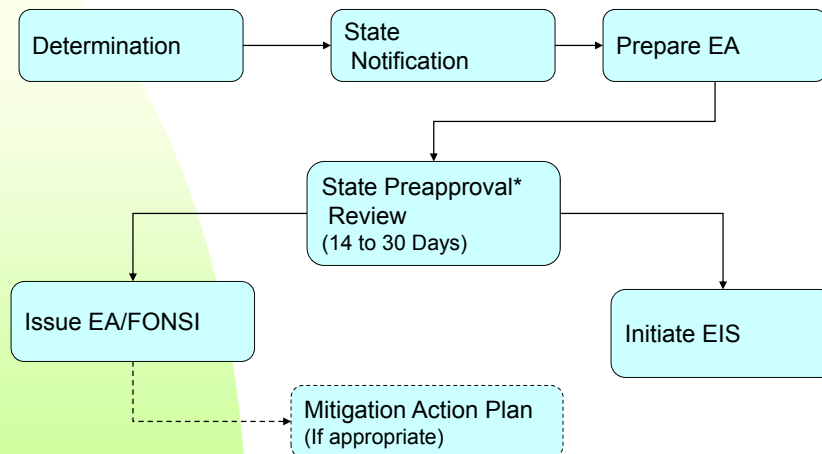 Determination
State
Notification
Prepare EA
State Preapproval*
Review
(14 to 30 Days)
Issue EA/FONSI
Initiate EIS
Mitigation Action Plan
(If appropriate)